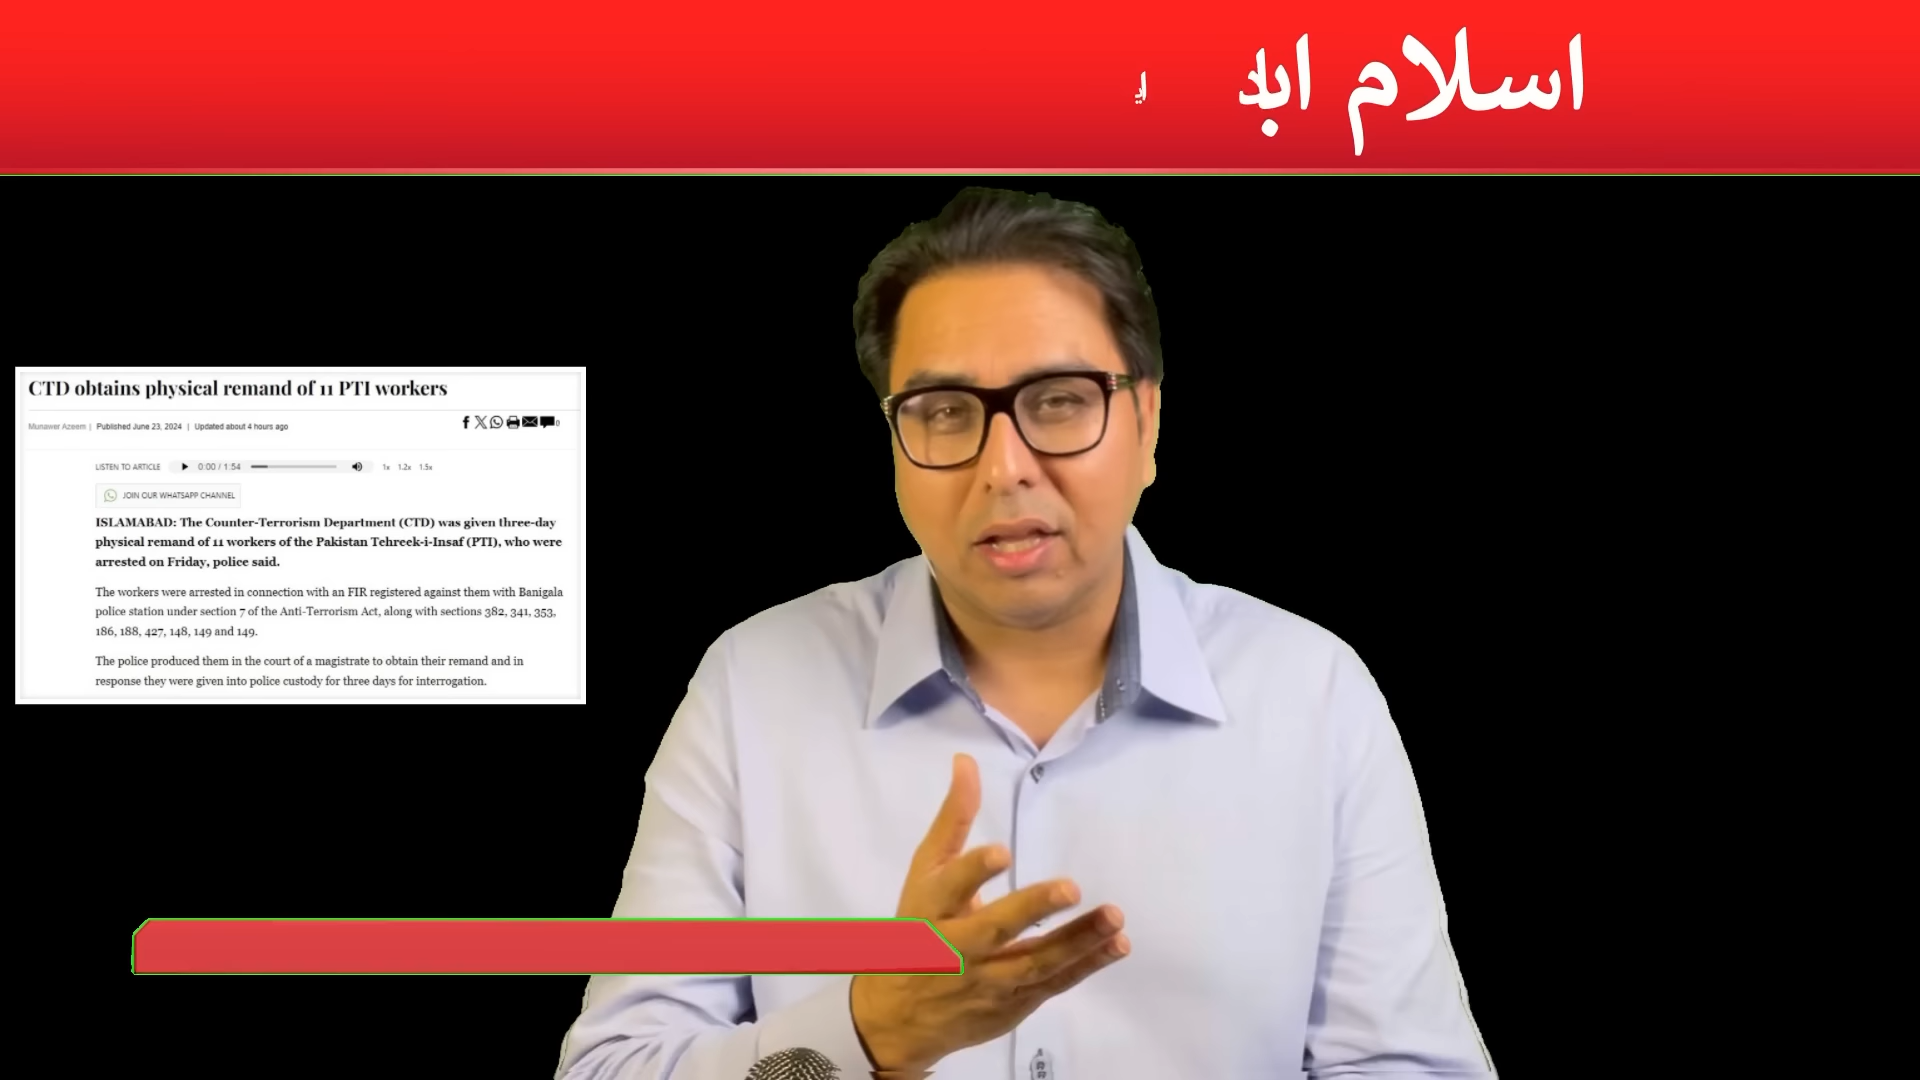 اسلام اباد
CTD obtains physical remand of 11 PTI workers
Munawer Azeem | Published June 23, 2024 | Updated about 4 hours ago
0
LISTEN TO ARTICLE 0:00 / 1:54 1x 1.2x 1.5x
JOIN OUR WHATSAPP CHANNEL
ISLAMABAD: The Counter-Terrorism Department (CTD) was given three-day
physical remand of 11 workers of the Pakistan Tehreek-i-Insaf (PTI), who were
arrested on Friday, police said.
The workers were arrested in connection with an FIR registered against them with Banigala
police station under section 7 of the Anti-Terrorism Act, along with sections 382, 341, 353,
186, 188, 427, 148, 149 and 149.
The police produced them in the court of a magistrate to obtain their remand and in
response they were given into police custody for three days for interrogation.